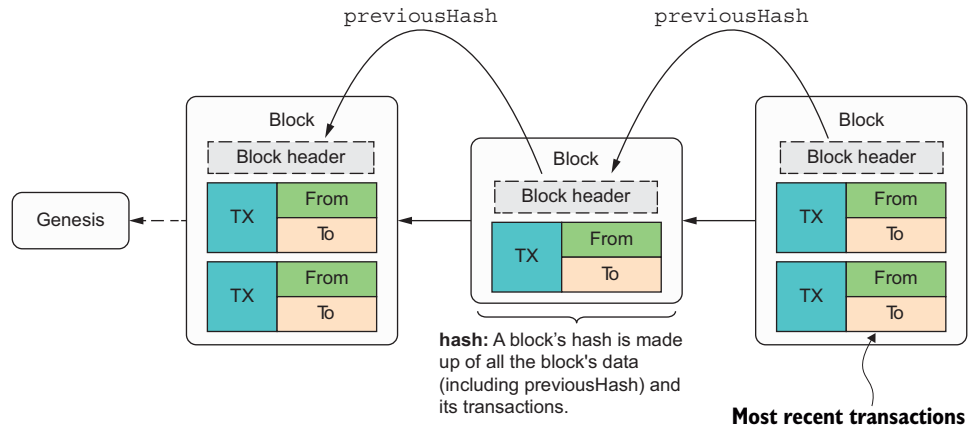 previousHash
previousHash
Block
Block header
TX
From
To
TX
From
To
Block
Block header
TX
From
To
Block
Block header
TX
From
To
TX
From
To
Genesis
hash: A block’s hash is made
up of all the block's data
(including previousHash) and
its transactions.
Most recent transactions